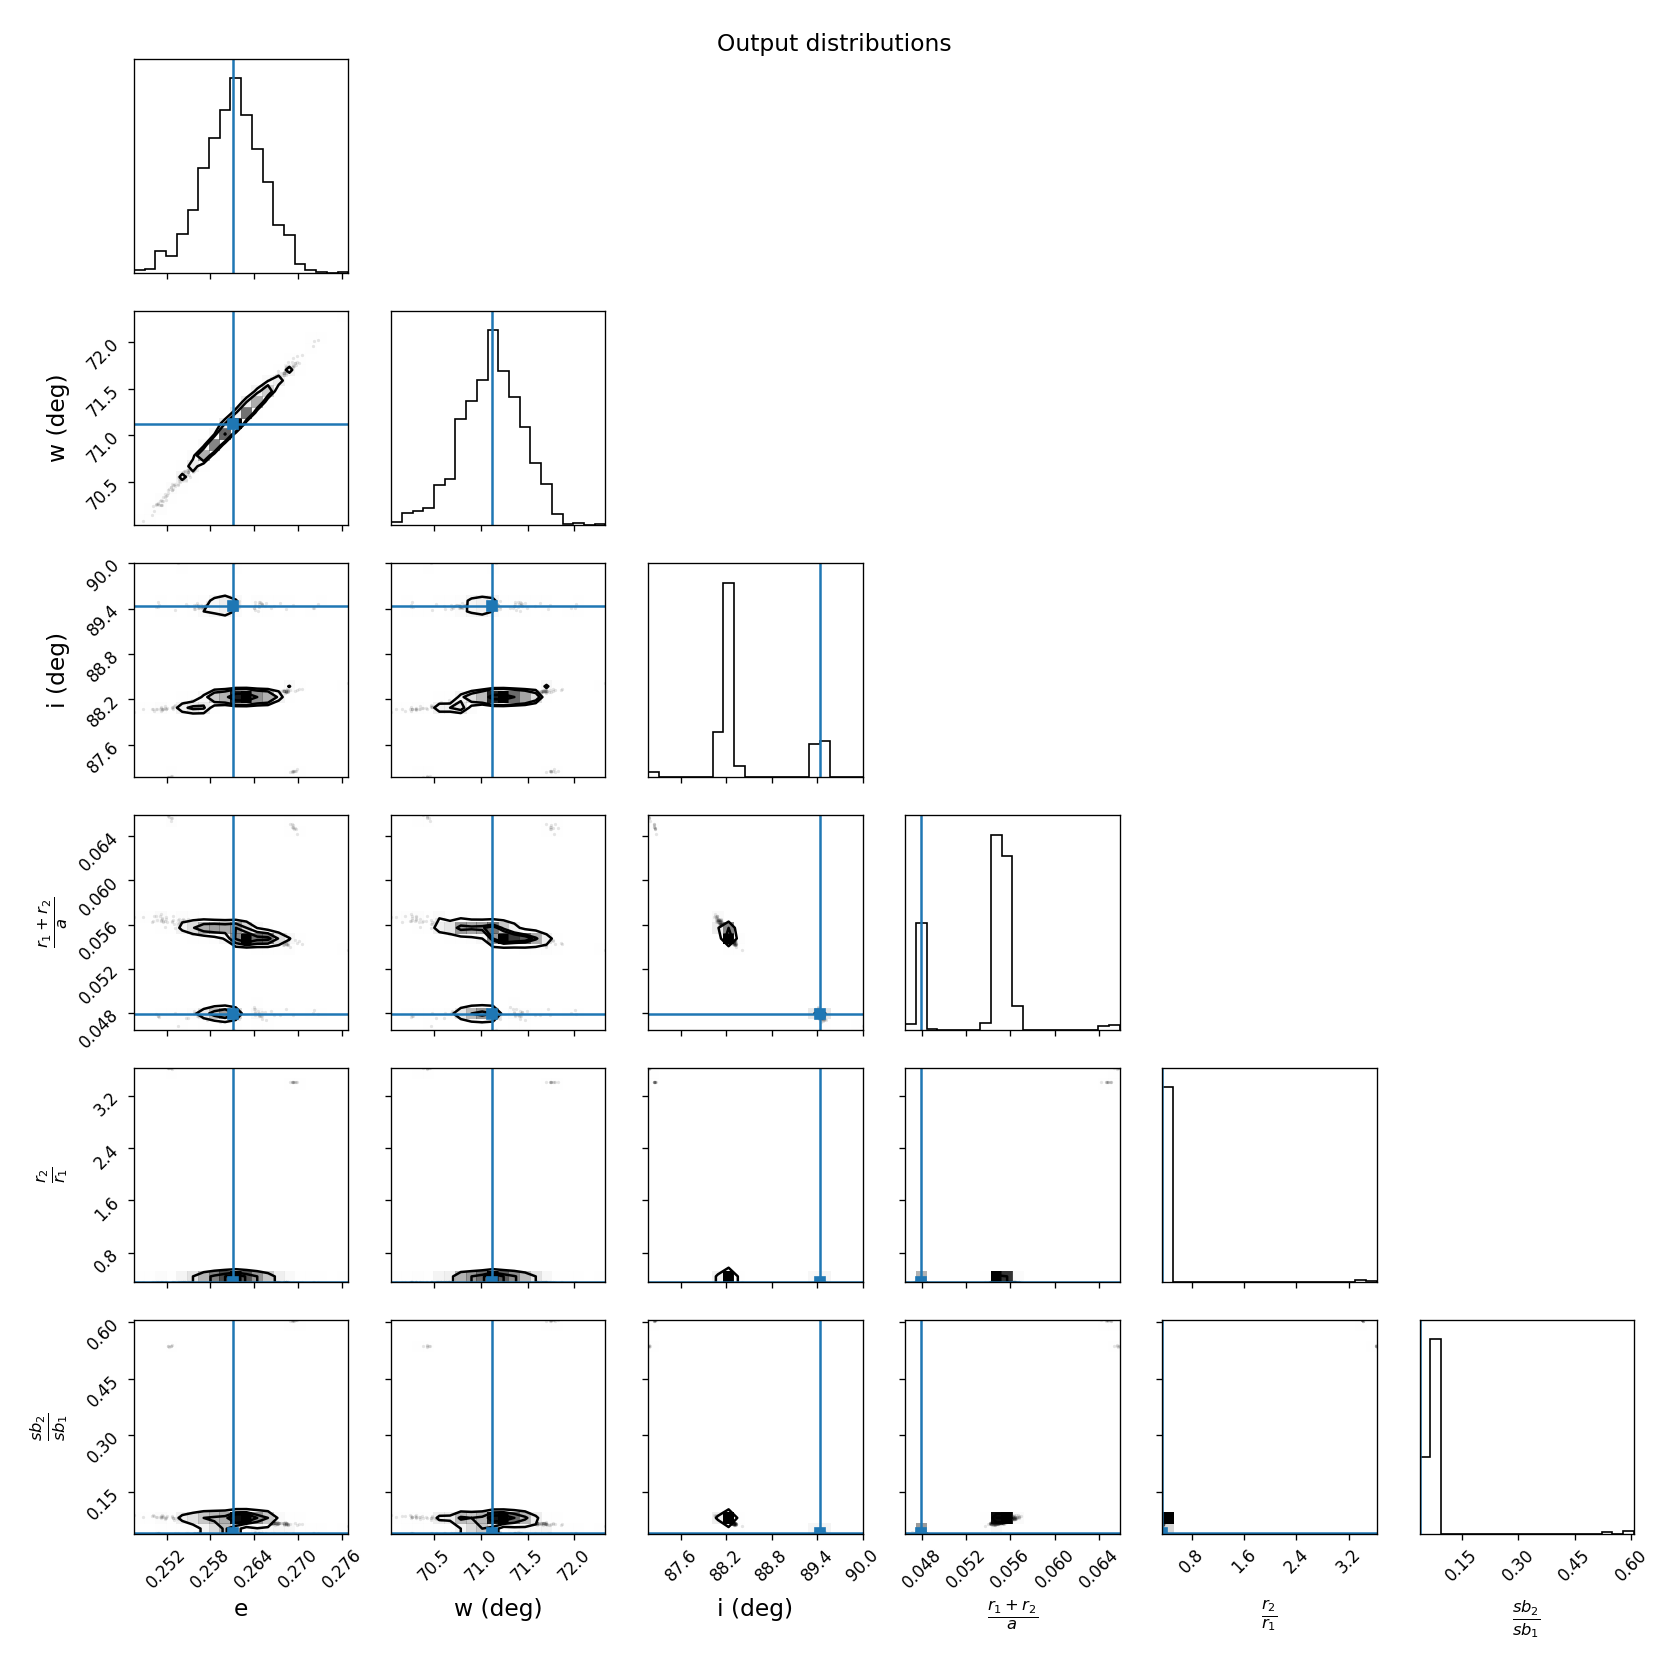 Output distributions
w (deg)
72.0
71.5
71.0
70.5
i (deg)
90.0
89.4
88.8
88.2
87.6
r₁ + r₂
a
0.064
0.060
0.056
0.052
0.048
r₂
r₁
3.2
2.4
1.6
0.8
sb₂
sb₁
0.60
0.45
0.30
0.15
0.252 0.258 0.264 0.270 0.276 70.5 71.0 71.5 72.0 87.6 88.2 88.8 89.4 90.0 0.048 0.052 0.056 0.060 0.064 0.8 1.6 2.4 3.2 0.15 0.30 0.45 0.60
e w (deg) i (deg)
r₁ + r₂
a
r₂
r₁
sb₂
sb₁